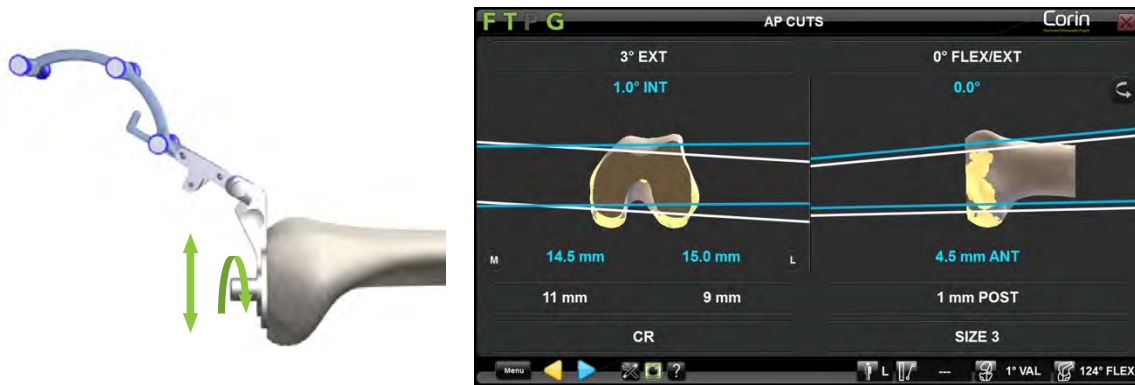 F T P G
AP CUTS
Corin
3° EXT
0° FLEX/EXT
1.0° INT
0.0°
M
14.5 mm
15.0 mm
L
4.5 mm ANT
11 mm
9 mm
1 mm POST
CR
SIZE 3
Menu
?
L
---
1° VAL
124° FLEX